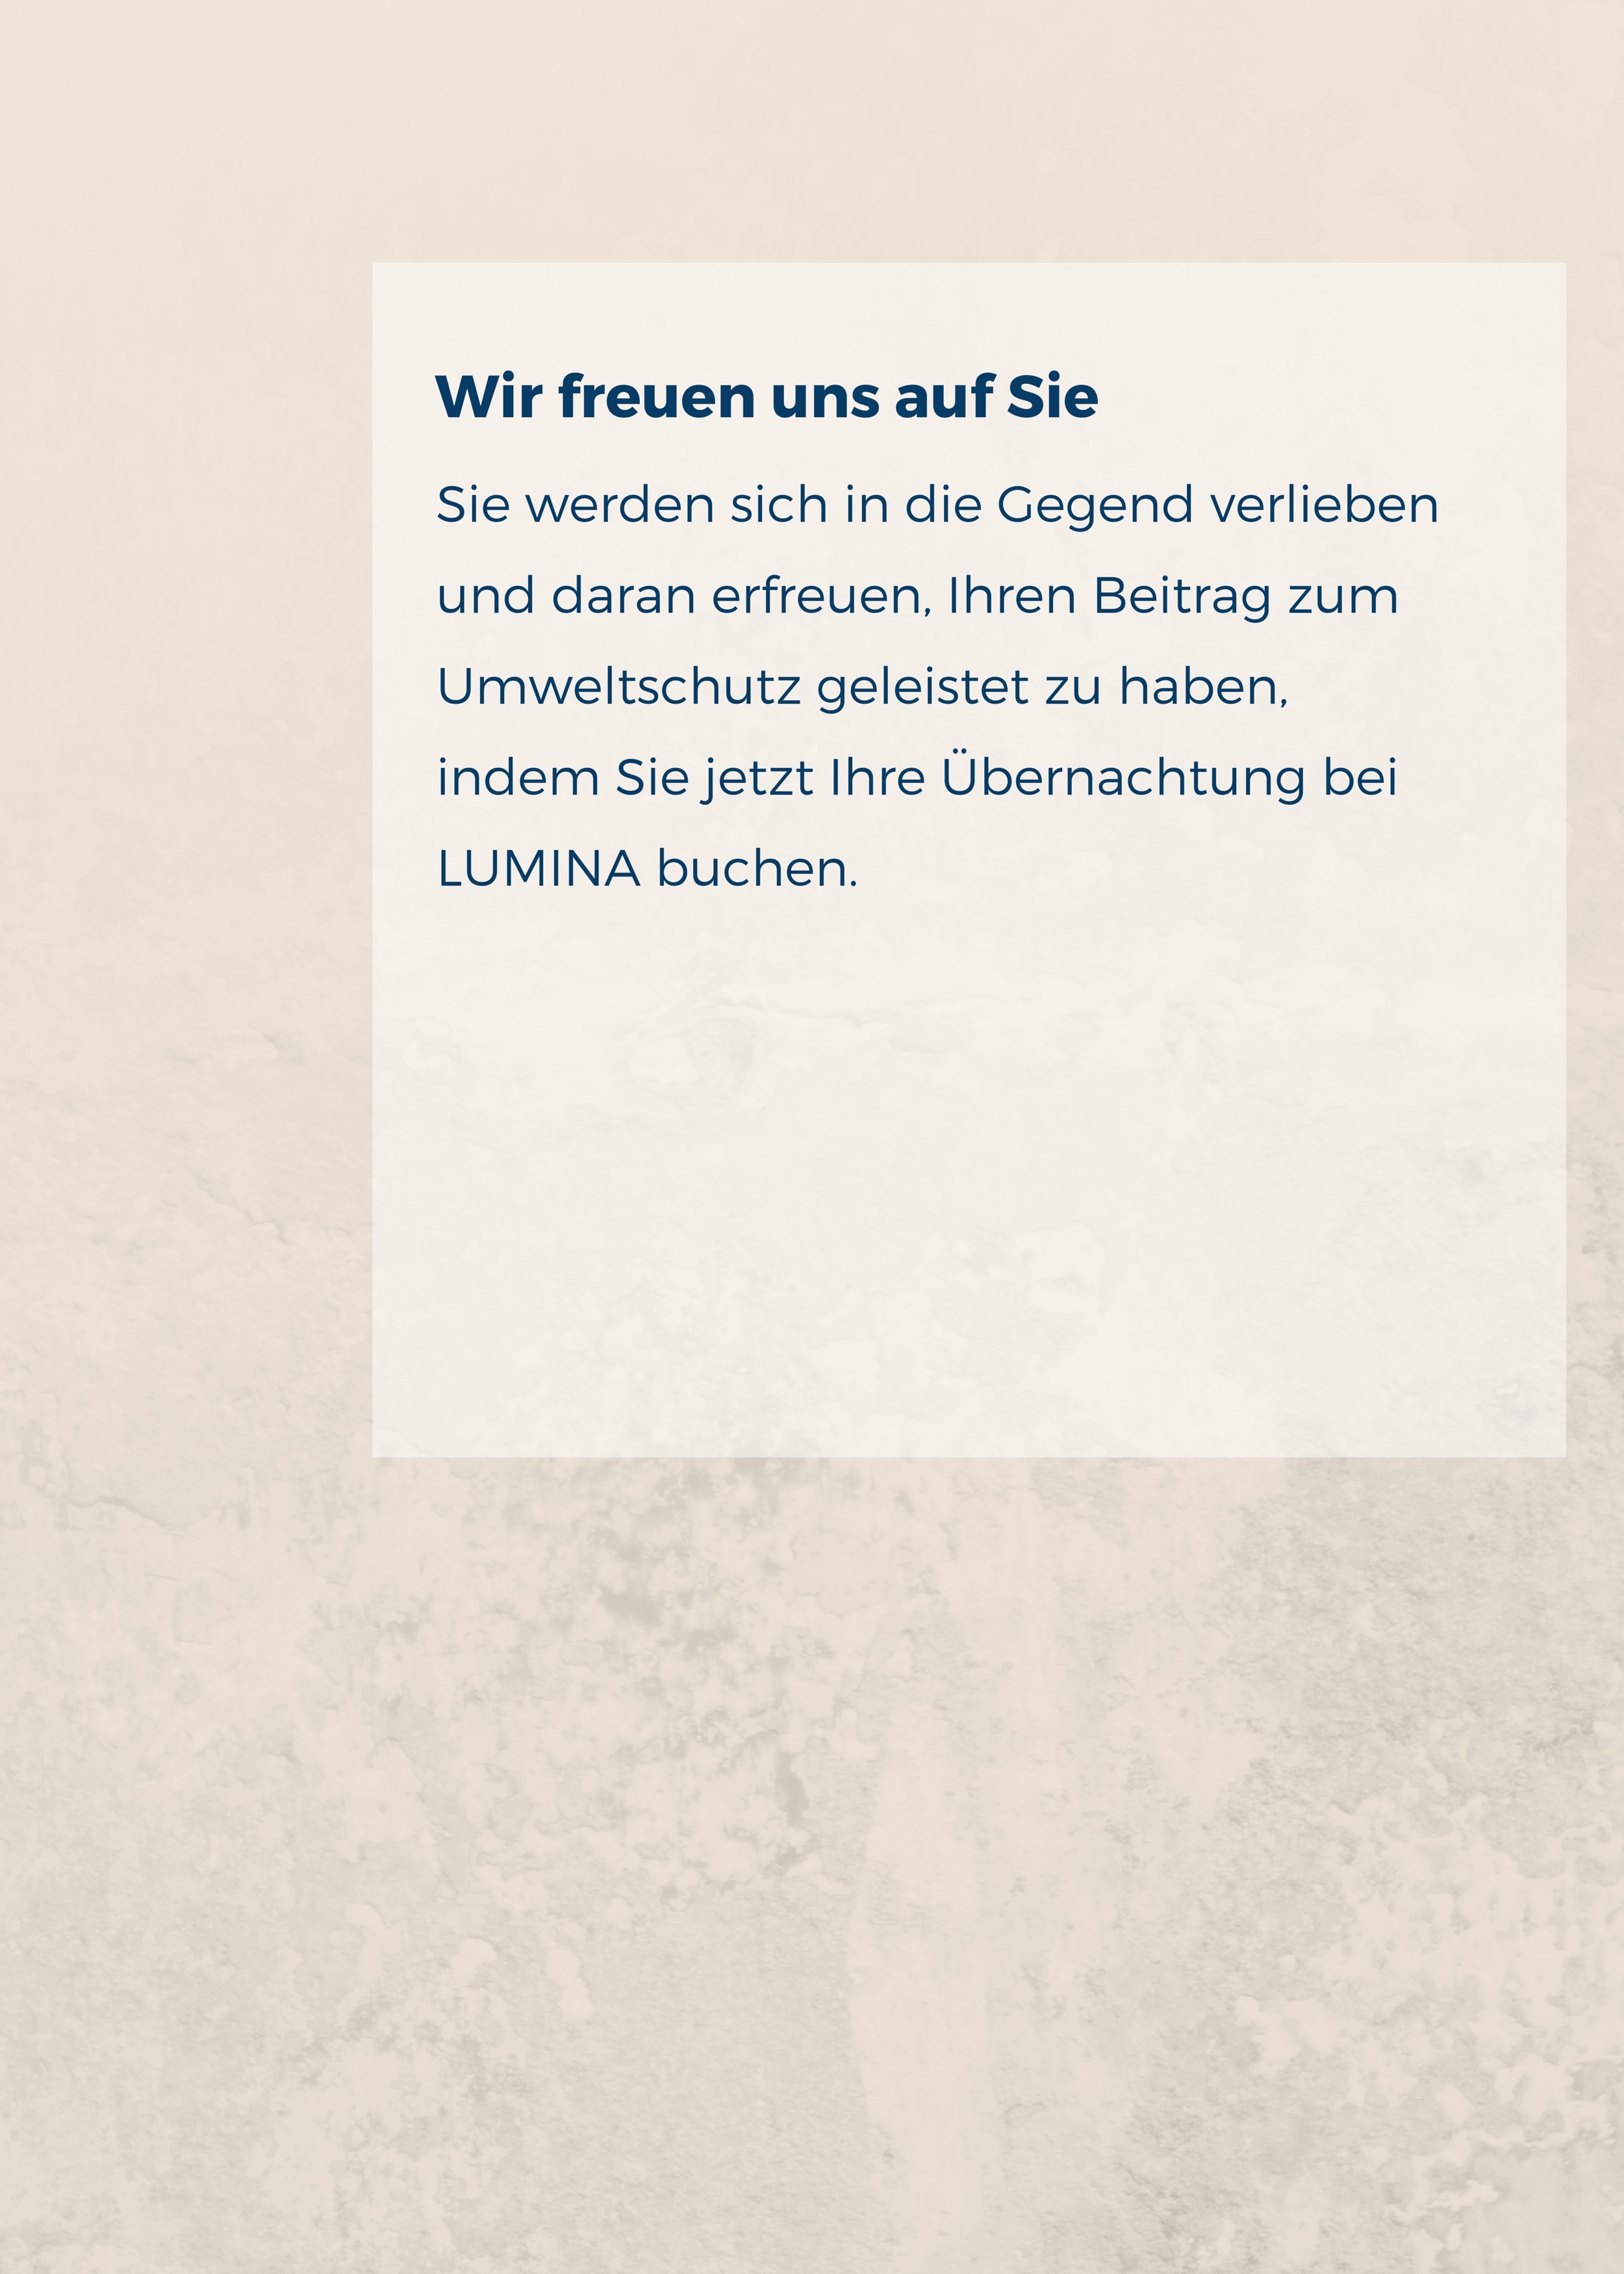 Wir freuen uns auf Sie
Sie werden sich in die Gegend verlieben
und daran erfreuen, Ihren Beitrag zum
Umweltschutz geleistet zu haben,
indem Sie jetzt Ihre Übernachtung bei
LUMINA buchen.